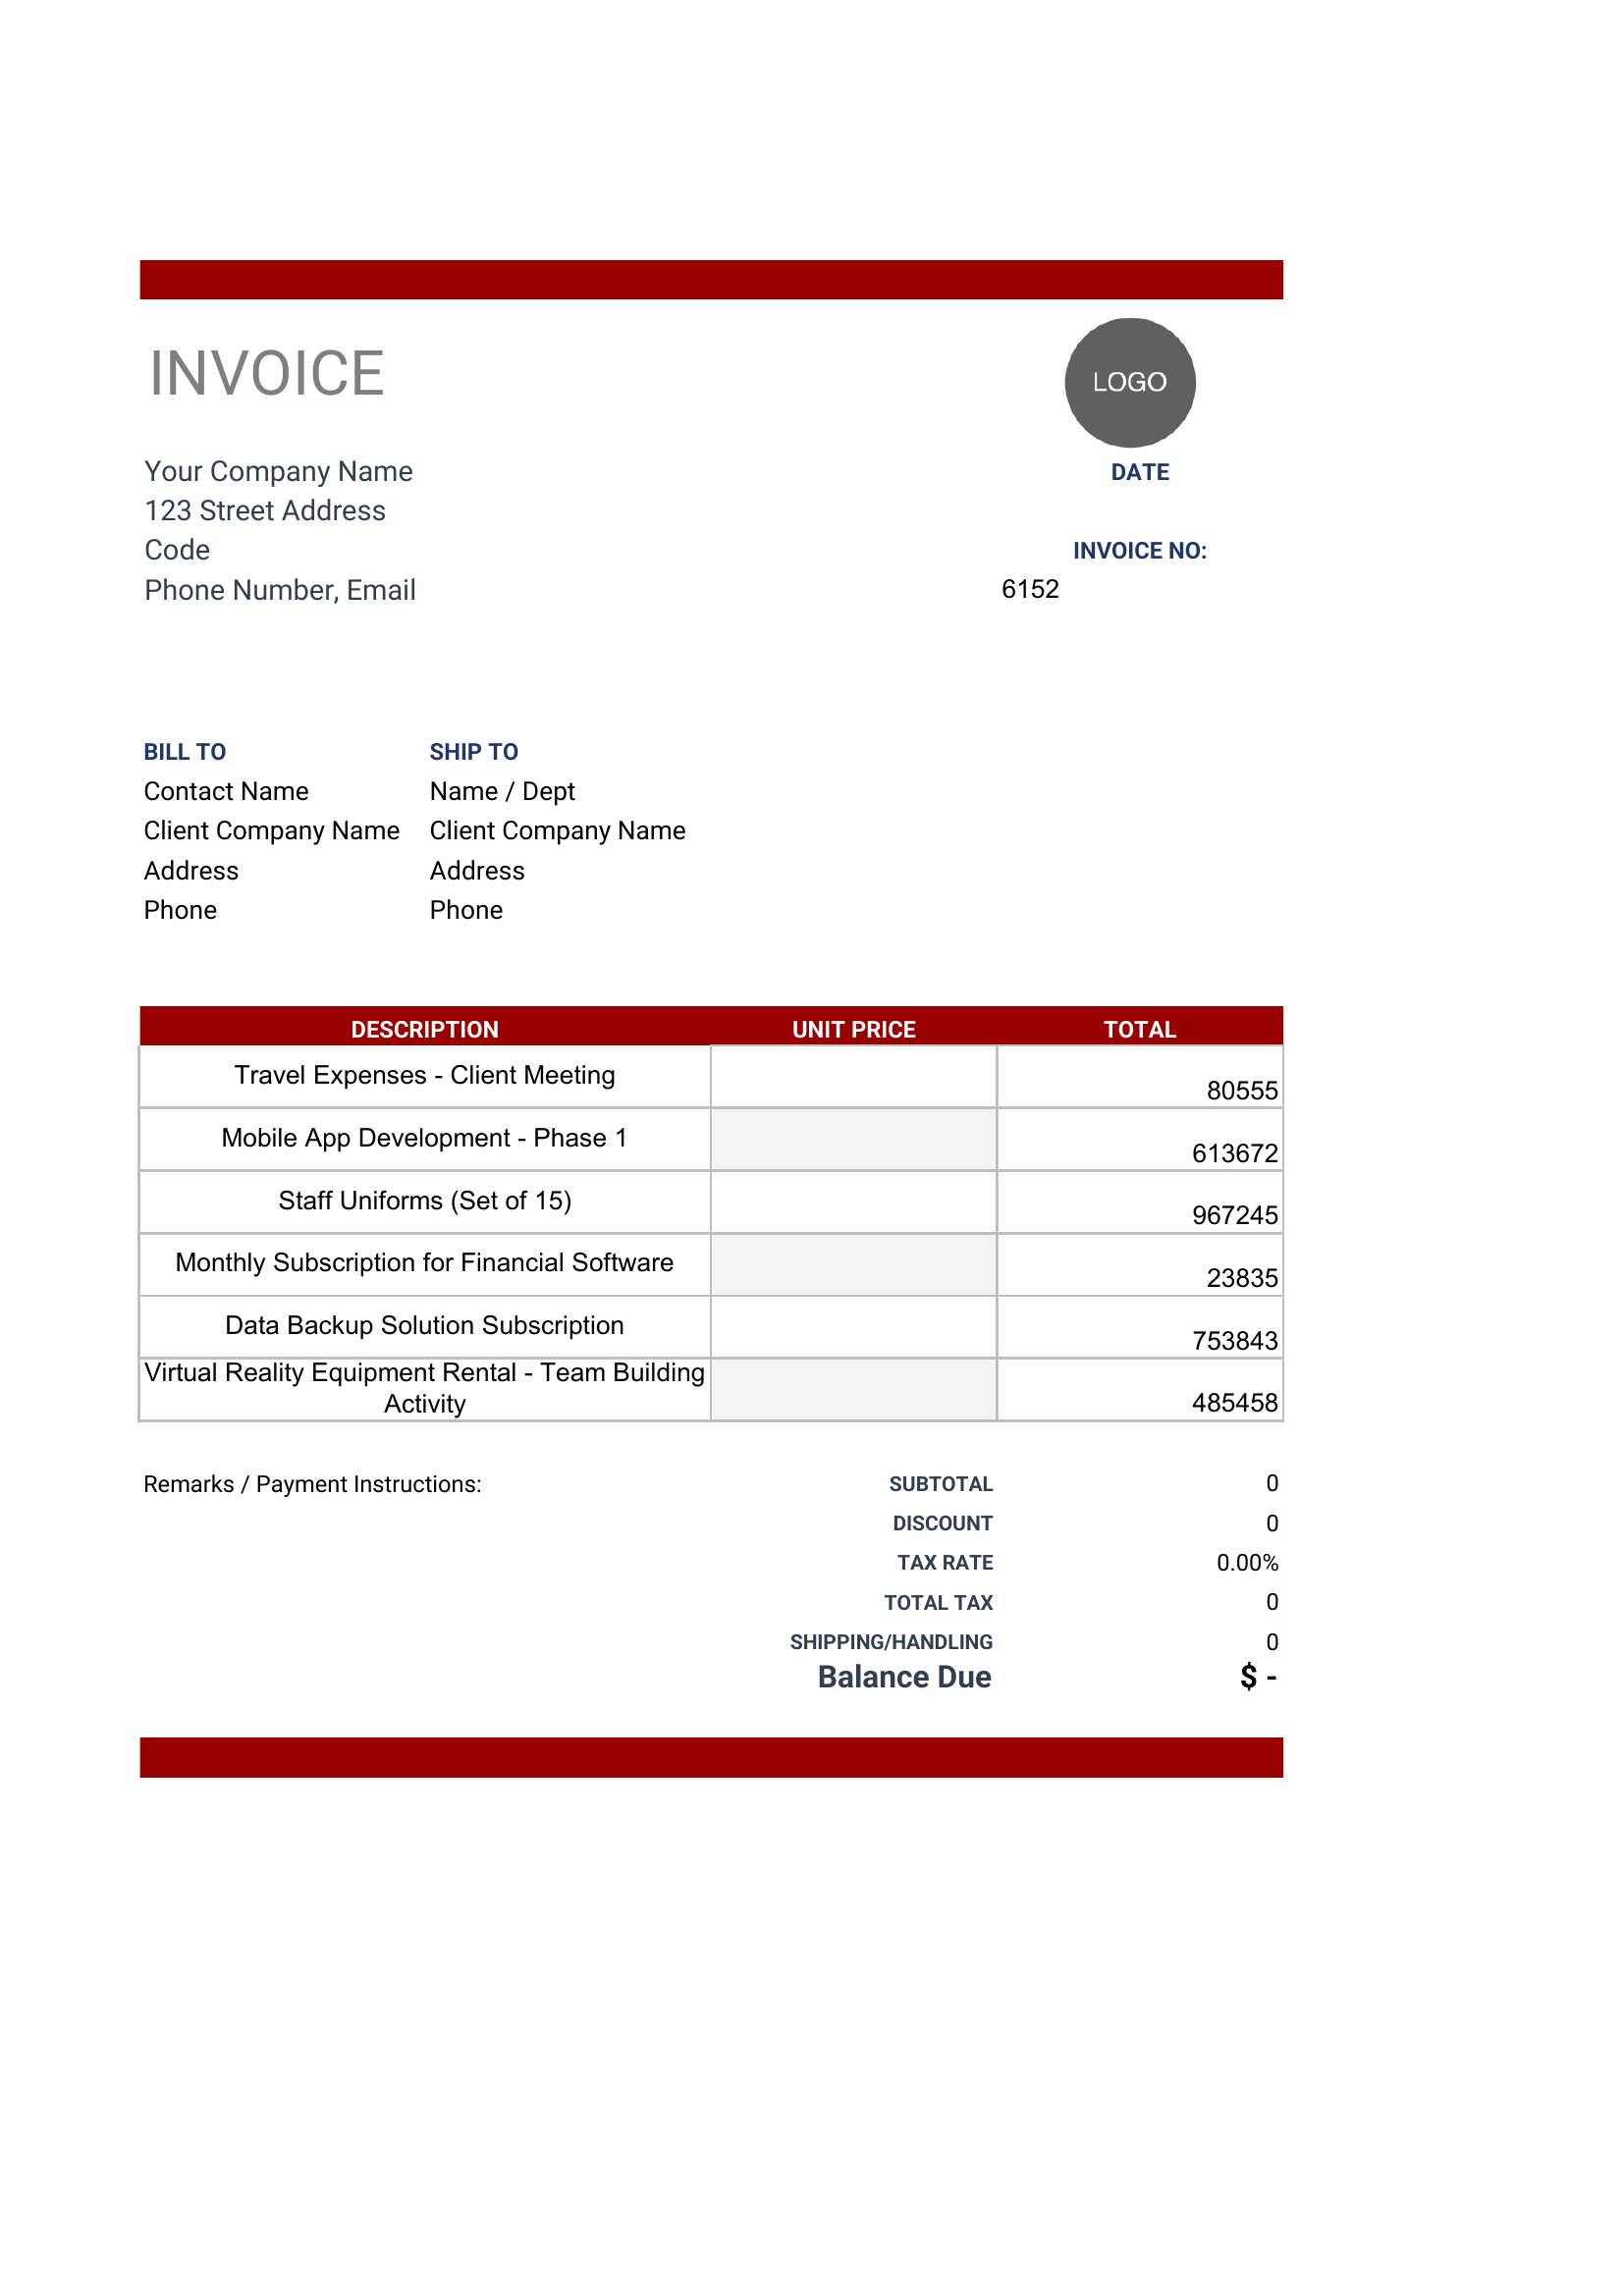 INVOICE
LOGO
Your Company Name
DATE
123 Street Address
Code
INVOICE NO:
Phone Number, Email
6152
BILL TO
SHIP TO
Contact Name
Name / Dept
Client Company Name
Client Company Name
Address
Address
Phone
Phone
DESCRIPTION UNIT PRICE TOTAL
Travel Expenses - Client Meeting 80555
Mobile App Development - Phase 1 613672
Staff Uniforms (Set of 15) 967245
Monthly Subscription for Financial Software 23835
Data Backup Solution Subscription 753843
Virtual Reality Equipment Rental - Team Building
Activity 485458
Remarks / Payment Instructions:
SUBTOTAL 0
DISCOUNT 0
TAX RATE 0.00%
TOTAL TAX 0
SHIPPING/HANDLING 0
Balance Due $ -